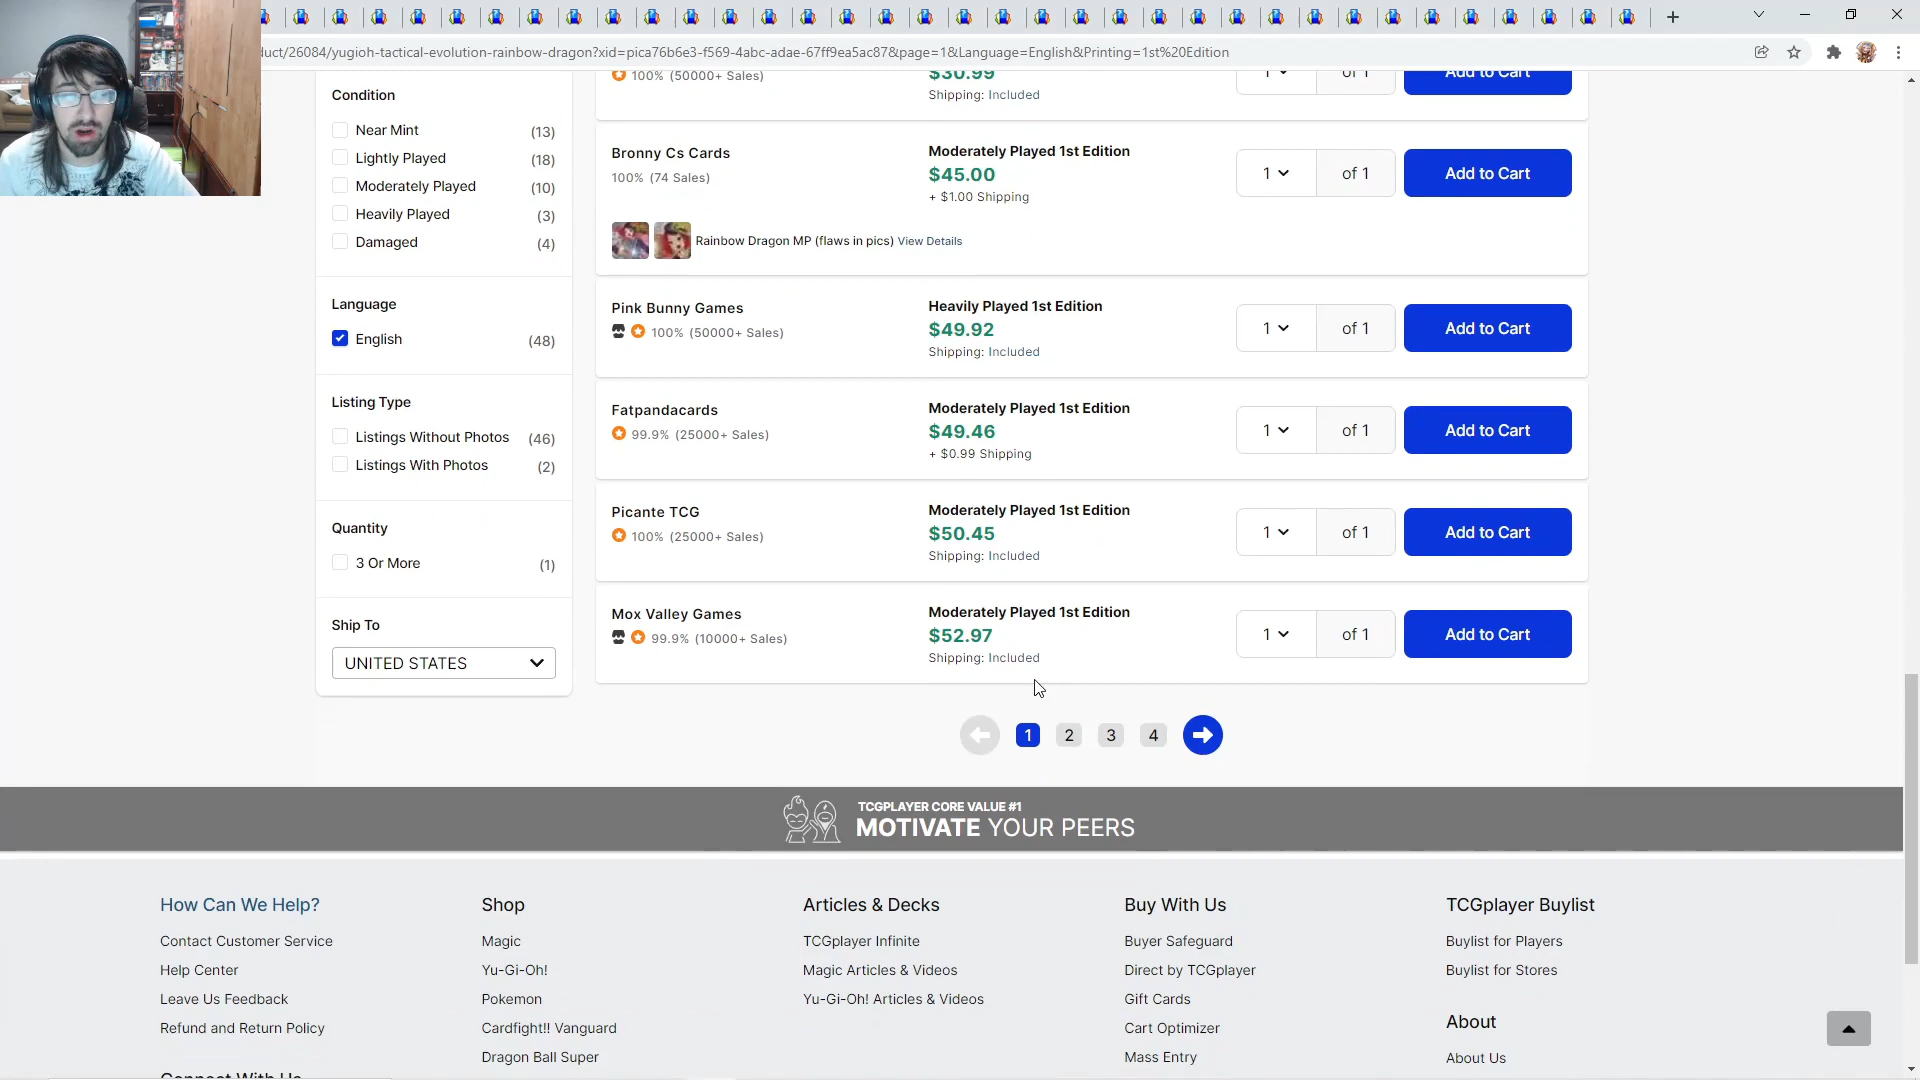 duct/26084/yugioh-tactical-evolution-rainbow-dragon?xid=pica76b6e3-f569-4abc-adae-67ff9ea5ac87&page=1&Language=English&Printing=1st%20Edition
Condition
Near Mint (13)
Lightly Played (18)
Moderately Played (10)
Heavily Played (3)
Damaged (4)
Language
English (48)
Listing Type
Listings Without Photos (46)
Listings With Photos (2)
Quantity
3 Or More (1)
Ship To
UNITED STATES
100% (50000+ Sales)
$30.99
Shipping: Included
1 of 1
Add to Cart
Bronny Cs Cards
100% (74 Sales)
Moderately Played 1st Edition
$45.00
+ $1.00 Shipping
1 of 1
Add to Cart
Rainbow Dragon MP (flaws in pics) View Details
Pink Bunny Games
100% (50000+ Sales)
Heavily Played 1st Edition
$49.92
Shipping: Included
1 of 1
Add to Cart
Fatpandacards
99.9% (25000+ Sales)
Moderately Played 1st Edition
$49.46
+ $0.99 Shipping
1 of 1
Add to Cart
Picante TCG
100% (25000+ Sales)
Moderately Played 1st Edition
$50.45
Shipping: Included
1 of 1
Add to Cart
Mox Valley Games
99.9% (10000+ Sales)
Moderately Played 1st Edition
$52.97
Shipping: Included
1 of 1
Add to Cart
1 2 3 4
TCGPLAYER CORE VALUE #1
MOTIVATE YOUR PEERS
How Can We Help?
Contact Customer Service
Help Center
Leave Us Feedback
Refund and Return Policy
Connect With Us
Shop
Magic
Yu-Gi-Oh!
Pokemon
Cardfight!! Vanguard
Dragon Ball Super
Articles & Decks
TCGplayer Infinite
Magic Articles & Videos
Yu-Gi-Oh! Articles & Videos
Buy With Us
Buyer Safeguard
Direct by TCGplayer
Gift Cards
Cart Optimizer
Mass Entry
TCGplayer Buylist
Buylist for Players
Buylist for Stores
About
About Us